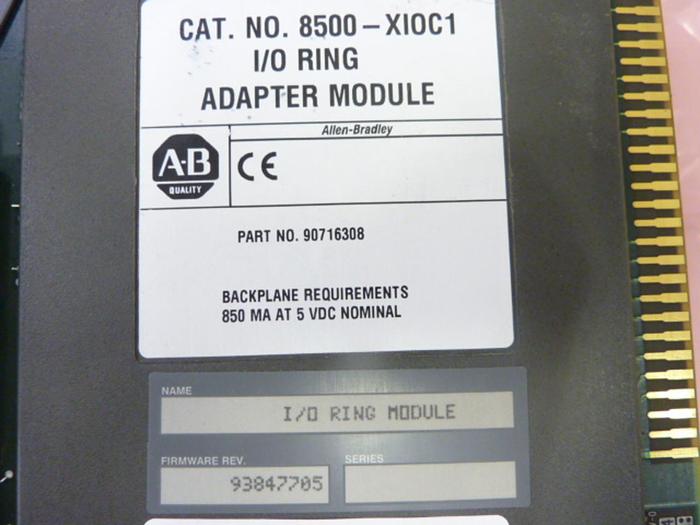 CAT. NO. 8500-XIOC1
I/O RING
ADAPTER MODULE
Allen-Bradley
A-B
QUALITY
CE
PART NO. 90716308
BACKPLANE REQUIREMENTS
850 MA AT 5 VDC NOMINAL
NAME
I/O RING MODULE
FIRMWARE REV.
SERIES
93847705